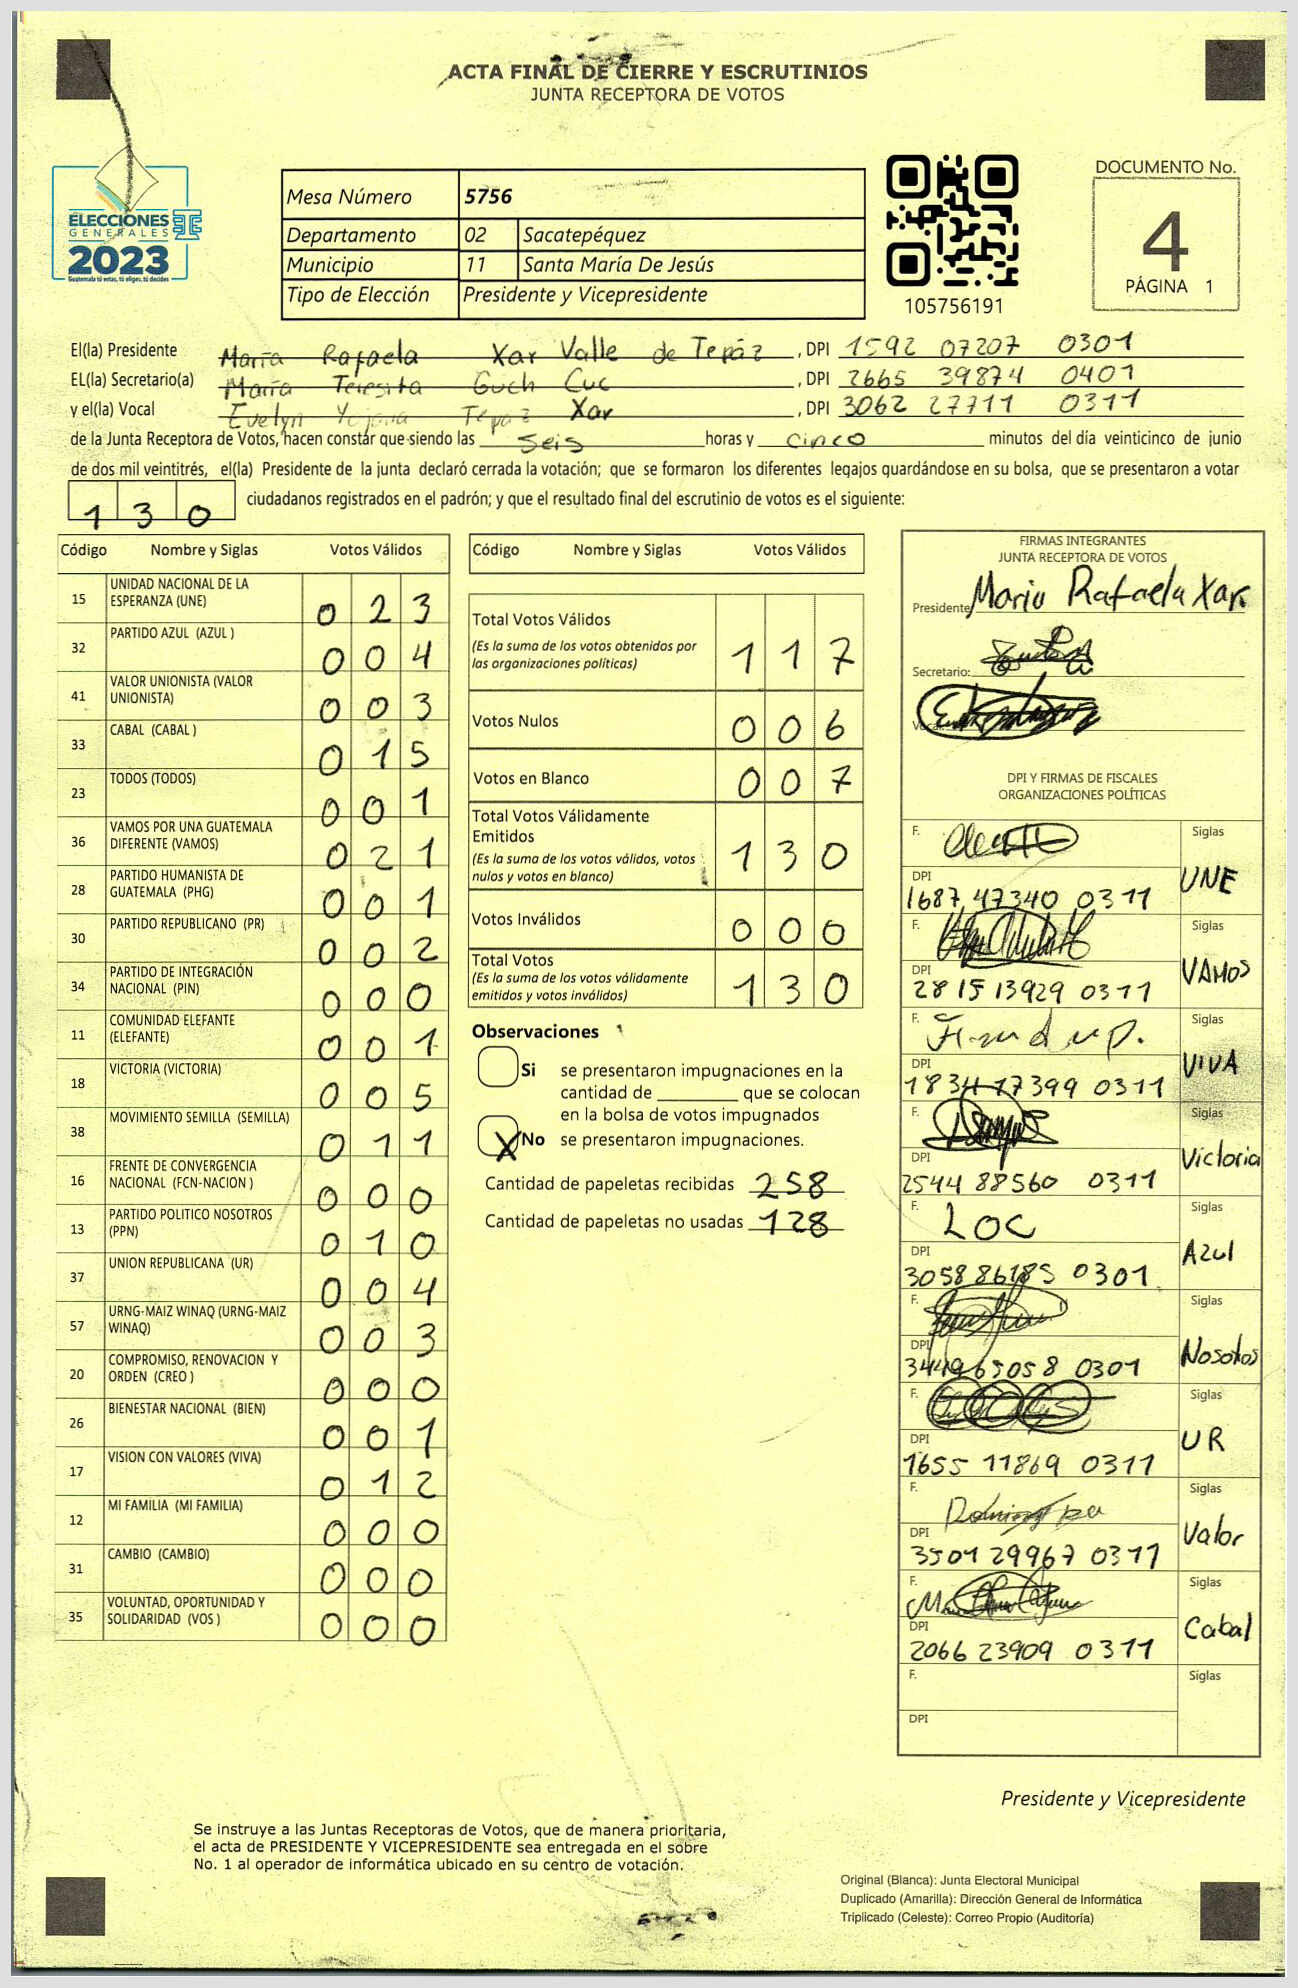 ACTA FINAL DE CIERRE Y ESCRUTINIOS
JUNTA RECEPTORA DE VOTOS
ELECCIONES
GENERALES
2023
Guatemala tú votas, tú eliges, tú decides
Mesa Número 5756
Departamento 02 Sacatepéquez
Municipio 11 Santa María De Jesús
Tipo de Elección Presidente y Vicepresidente
105756191
DOCUMENTO No.
4
PÁGINA 1
El(la) Presidente María Rafaela Xar Valle de Tepáz , DPI 1592 07207 0301
EL(la) Secretario(a) María Teresita Guch Cuc , DPI 2665 39874 0401
y el(la) Vocal Evelyn Yojana Tepaz Xar , DPI 3062 27711 0311
de la Junta Receptora de Votos, hacen constar que siendo las seis horas y cinco minutos del día veinticinco de junio
de dos mil veintitrés, el(la) Presidente de la junta declaró cerrada la votación; que se formaron los diferentes legajos quardándose en su bolsa, que se presentaron a votar
130 ciudadanos registrados en el padrón; y que el resultado final del escrutinio de votos es el siguiente:
Código Nombre y Siglas Votos Válidos
15 UNIDAD NACIONAL DE LA ESPERANZA (UNE) 023
32 PARTIDO AZUL (AZUL ) 004
41 VALOR UNIONISTA (VALOR UNIONISTA) 003
33 CABAL (CABAL ) 015
23 TODOS (TODOS) 001
36 VAMOS POR UNA GUATEMALA DIFERENTE (VAMOS) 021
28 PARTIDO HUMANISTA DE GUATEMALA (PHG) 001
30 PARTIDO REPUBLICANO (PR) 002
34 PARTIDO DE INTEGRACIÓN NACIONAL (PIN) 000
11 COMUNIDAD ELEFANTE (ELEFANTE) 001
18 VICTORIA (VICTORIA) 005
38 MOVIMIENTO SEMILLA (SEMILLA) 011
16 FRENTE DE CONVERGENCIA NACIONAL (FCN-NACION ) 000
13 PARTIDO POLITICO NOSOTROS (PPN) 010
37 UNION REPUBLICANA (UR) 004
57 URNG-MAIZ WINAQ (URNG-MAIZ WINAQ) 003
20 COMPROMISO, RENOVACION Y ORDEN (CREO ) 000
26 BIENESTAR NACIONAL (BIEN) 001
17 VISION CON VALORES (VIVA) 012
12 MI FAMILIA (MI FAMILIA) 000
31 CAMBIO (CAMBIO) 000
35 VOLUNTAD, OPORTUNIDAD Y SOLIDARIDAD (VOS ) 000
Código Nombre y Siglas Votos Válidos
Total Votos Válidos 117
(Es la suma de los votos obtenidos por
las organizaciones políticas)
Votos Nulos 006
Votos en Blanco 007
Total Votos Válidamente
Emitidos 130
(Es la suma de los votos válidos, votos
nulos y votos en blanco)
Votos Inválidos 000
Total Votos 130
(Es la suma de los votos válidamente
emitidos y votos inválidos)
Observaciones
Si se presentaron impugnaciones en la
cantidad de ________ que se colocan
en la bolsa de votos impugnados
X No se presentaron impugnaciones.
Cantidad de papeletas recibidas 258
Cantidad de papeletas no usadas 128
FIRMAS INTEGRANTES
JUNTA RECEPTORA DE VOTOS
Presidente Mario Rafaela Xar
Secretario:
Vocal:
DPI Y FIRMAS DE FISCALES
ORGANIZACIONES POLÍTICAS
F. Siglas
DPI UNE
1687 47340 0311
F. Siglas
DPI VAMOS
2815 13929 0311
F. Siglas
DPI VIVA
1834 17399 0311
F. Siglas
DPI Victoria
2544 88560 0311
F. LOC Siglas
DPI Azul
3058 86185 0301
F. Siglas
DPI Nosotros
3449 65058 0301
F. Siglas
DPI UR
1655 11869 0311
F. Siglas
DPI Valor
3501 29967 0311
F. Siglas
DPI Cabal
2066 23909 0311
F. Siglas
DPI
Presidente y Vicepresidente
Se instruye a las Juntas Receptoras de Votos, que de manera prioritaria,
el acta de PRESIDENTE Y VICEPRESIDENTE sea entregada en el sobre
No. 1 al operador de informática ubicado en su centro de votación.
Original (Blanca): Junta Electoral Municipal
Duplicado (Amarilla): Dirección General de Informática
Triplicado (Celeste): Correo Propio (Auditoría)